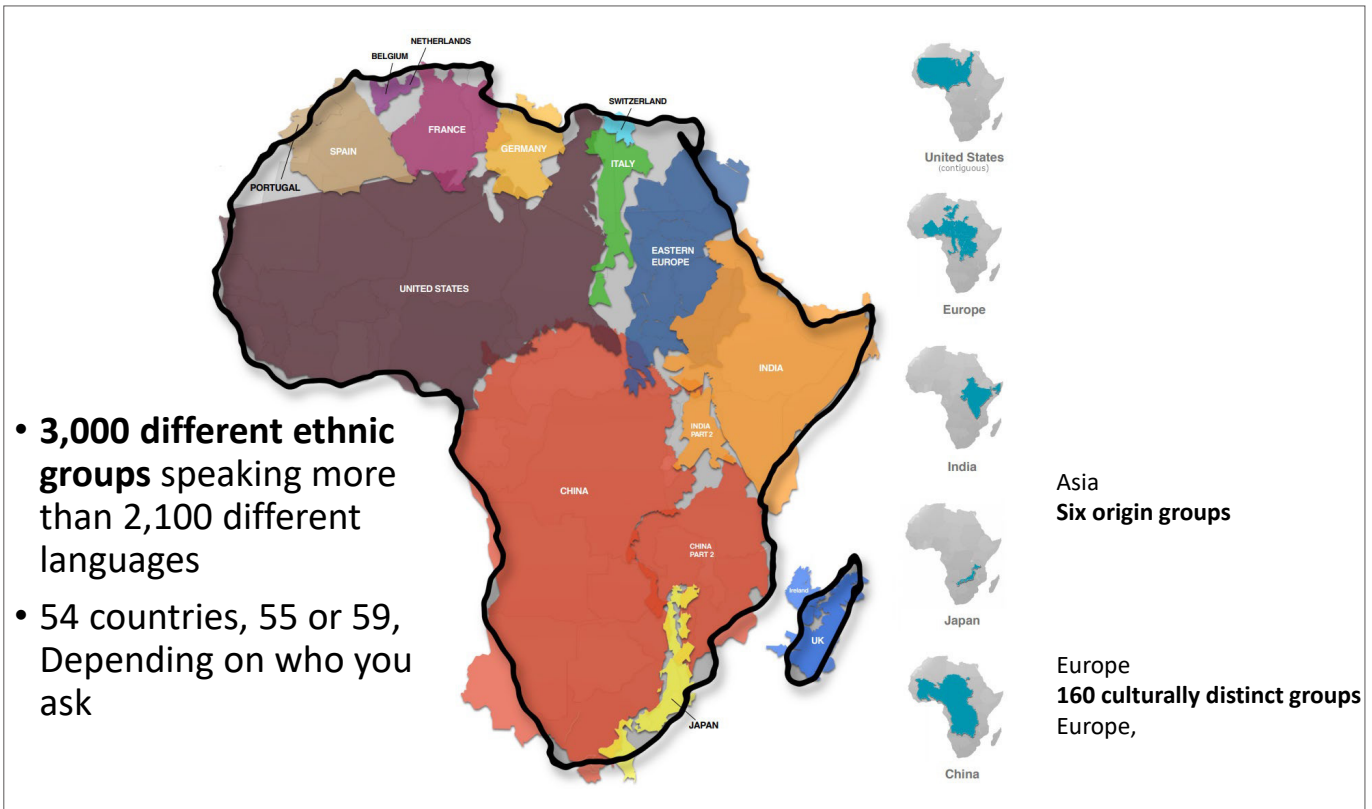 NETHERLANDS
BELGIUM
SWITZERLAND
FRANCE
SPAIN
GERMANY
ITALY
PORTUGAL
EASTERN
EUROPE
UNITED STATES
INDIA
INDIA
PART 2
CHINA
CHINA
PART 2
Ireland
UK
JAPAN
• 3,000 different ethnic
groups speaking more
than 2,100 different
languages
• 54 countries, 55 or 59,
Depending on who you
ask
United States
(contiguous)
Europe
India
Japan
China
Asia
Six origin groups
Europe
160 culturally distinct groups
Europe,